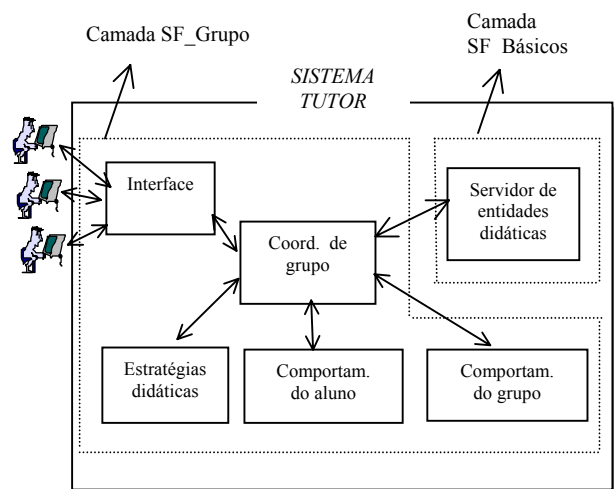 Camada SF_Grupo
Camada
SF Básicos
SISTEMA
TUTOR
Interface
Servidor de
entidades
didáticas
Coord. de
grupo
Estratégias
didáticas
Comportam.
do aluno
Comportam.
do grupo